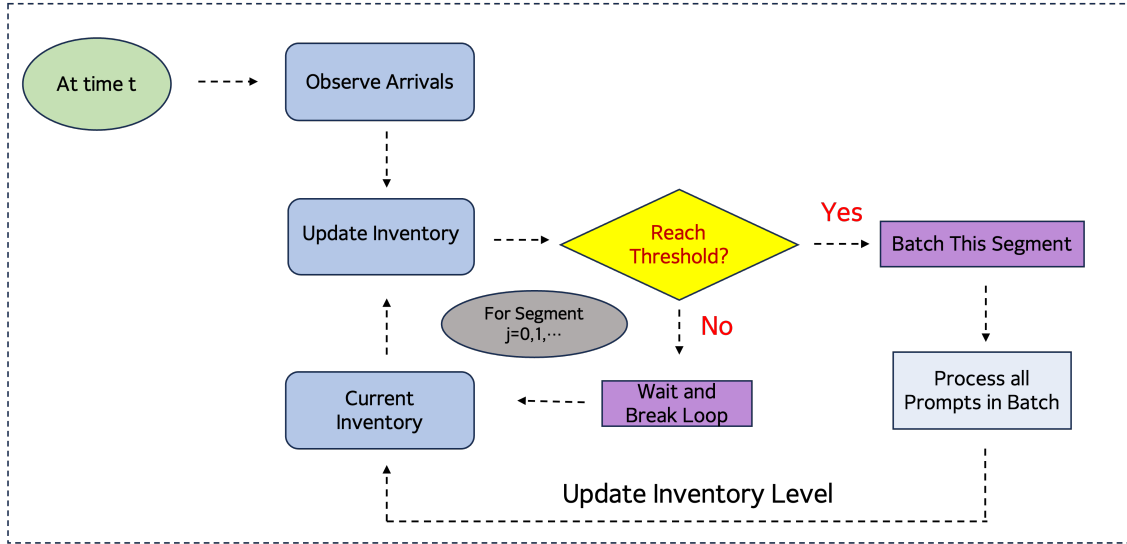 At time t
Observe Arrivals
Update Inventory
Reach
Threshold?
Yes
Batch This Segment
For Segment
j=0,1,⋯
No
Wait and
Break Loop
Current
Inventory
Process all
Prompts in Batch
Update Inventory Level